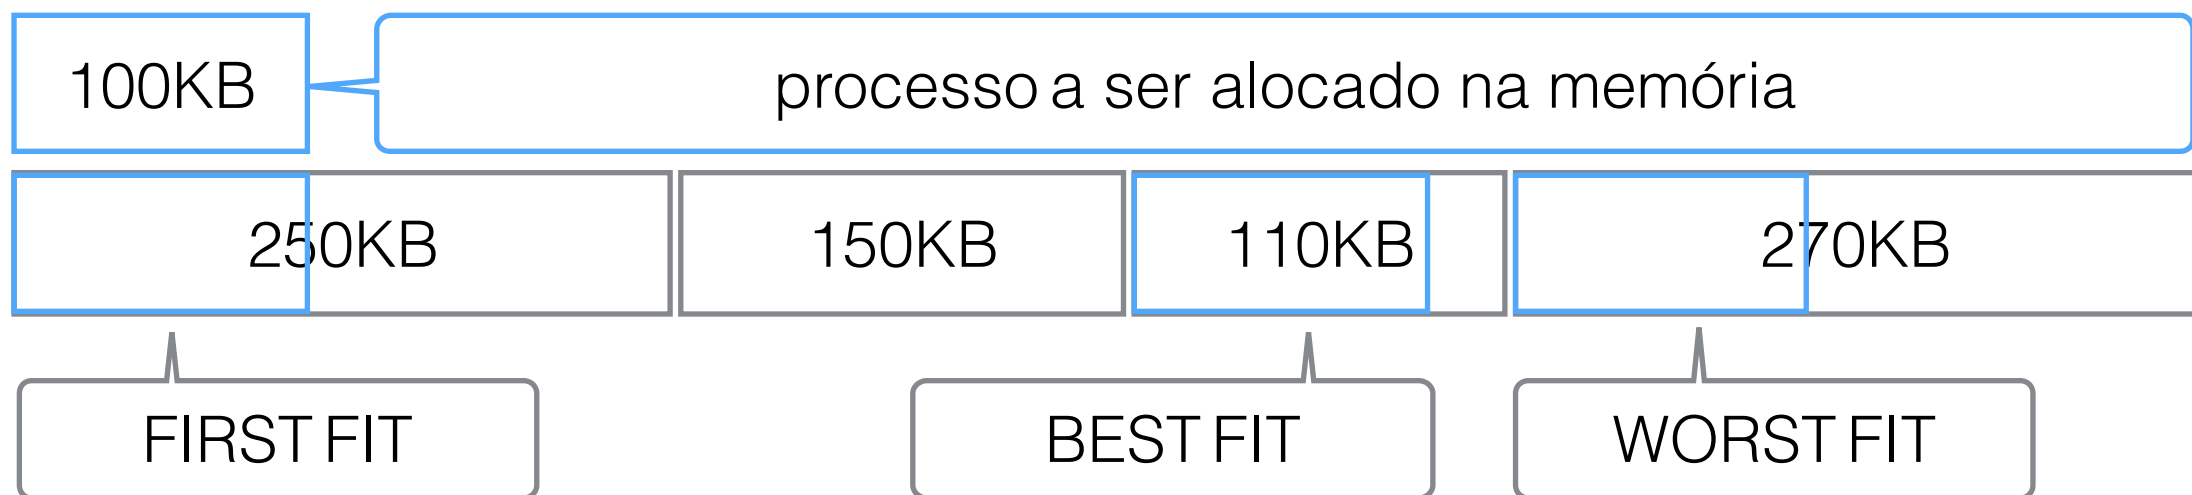 100KB
processo a ser alocado na memória
250KB
150KB
110KB
270KB
FIRST FIT
BEST FIT
WORST FIT